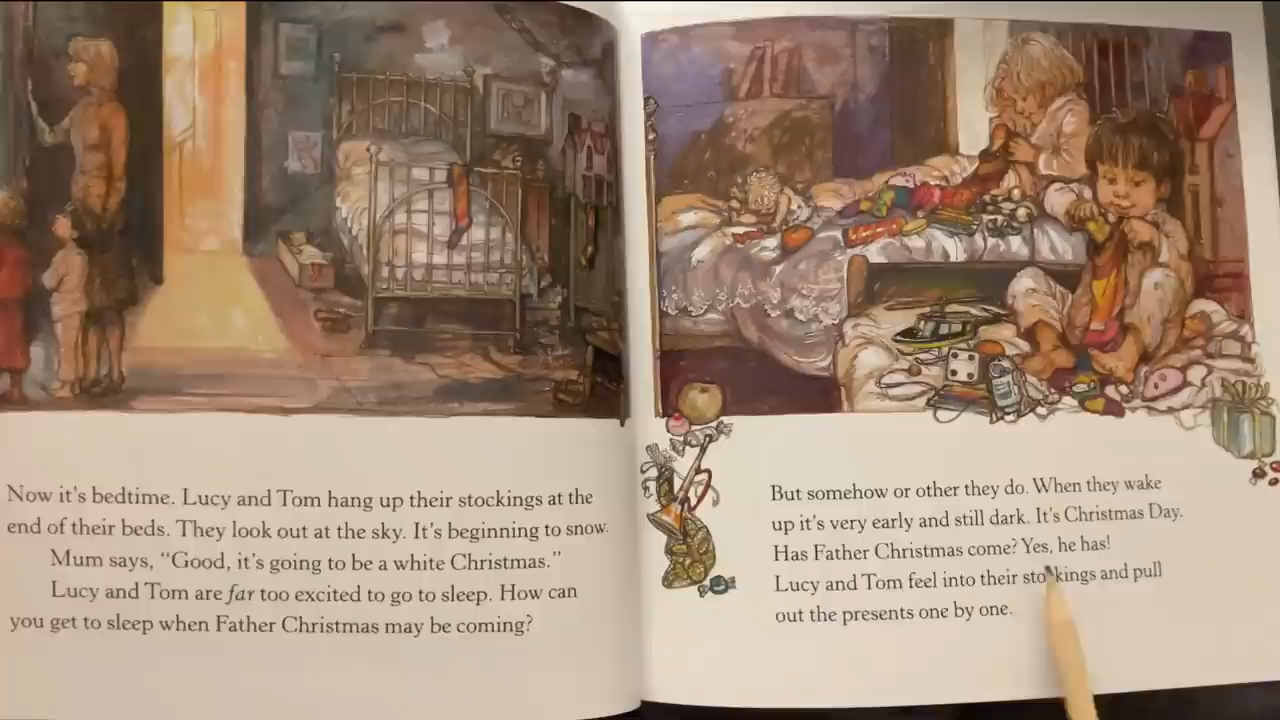 Now it's bedtime. Lucy and Tom hang up their stockings at the
end of their beds. They look out at the sky. It's beginning to snow.
Mum says, “Good, it's going to be a white Christmas.”
Lucy and Tom are far too excited to go to sleep. How can
you get to sleep when Father Christmas may be coming?
But somehow or other they do. When they wake
up it's very early and still dark. It's Christmas Day.
Has Father Christmas come? Yes, he has!
Lucy and Tom feel into their stockings and pull
out the presents one by one.